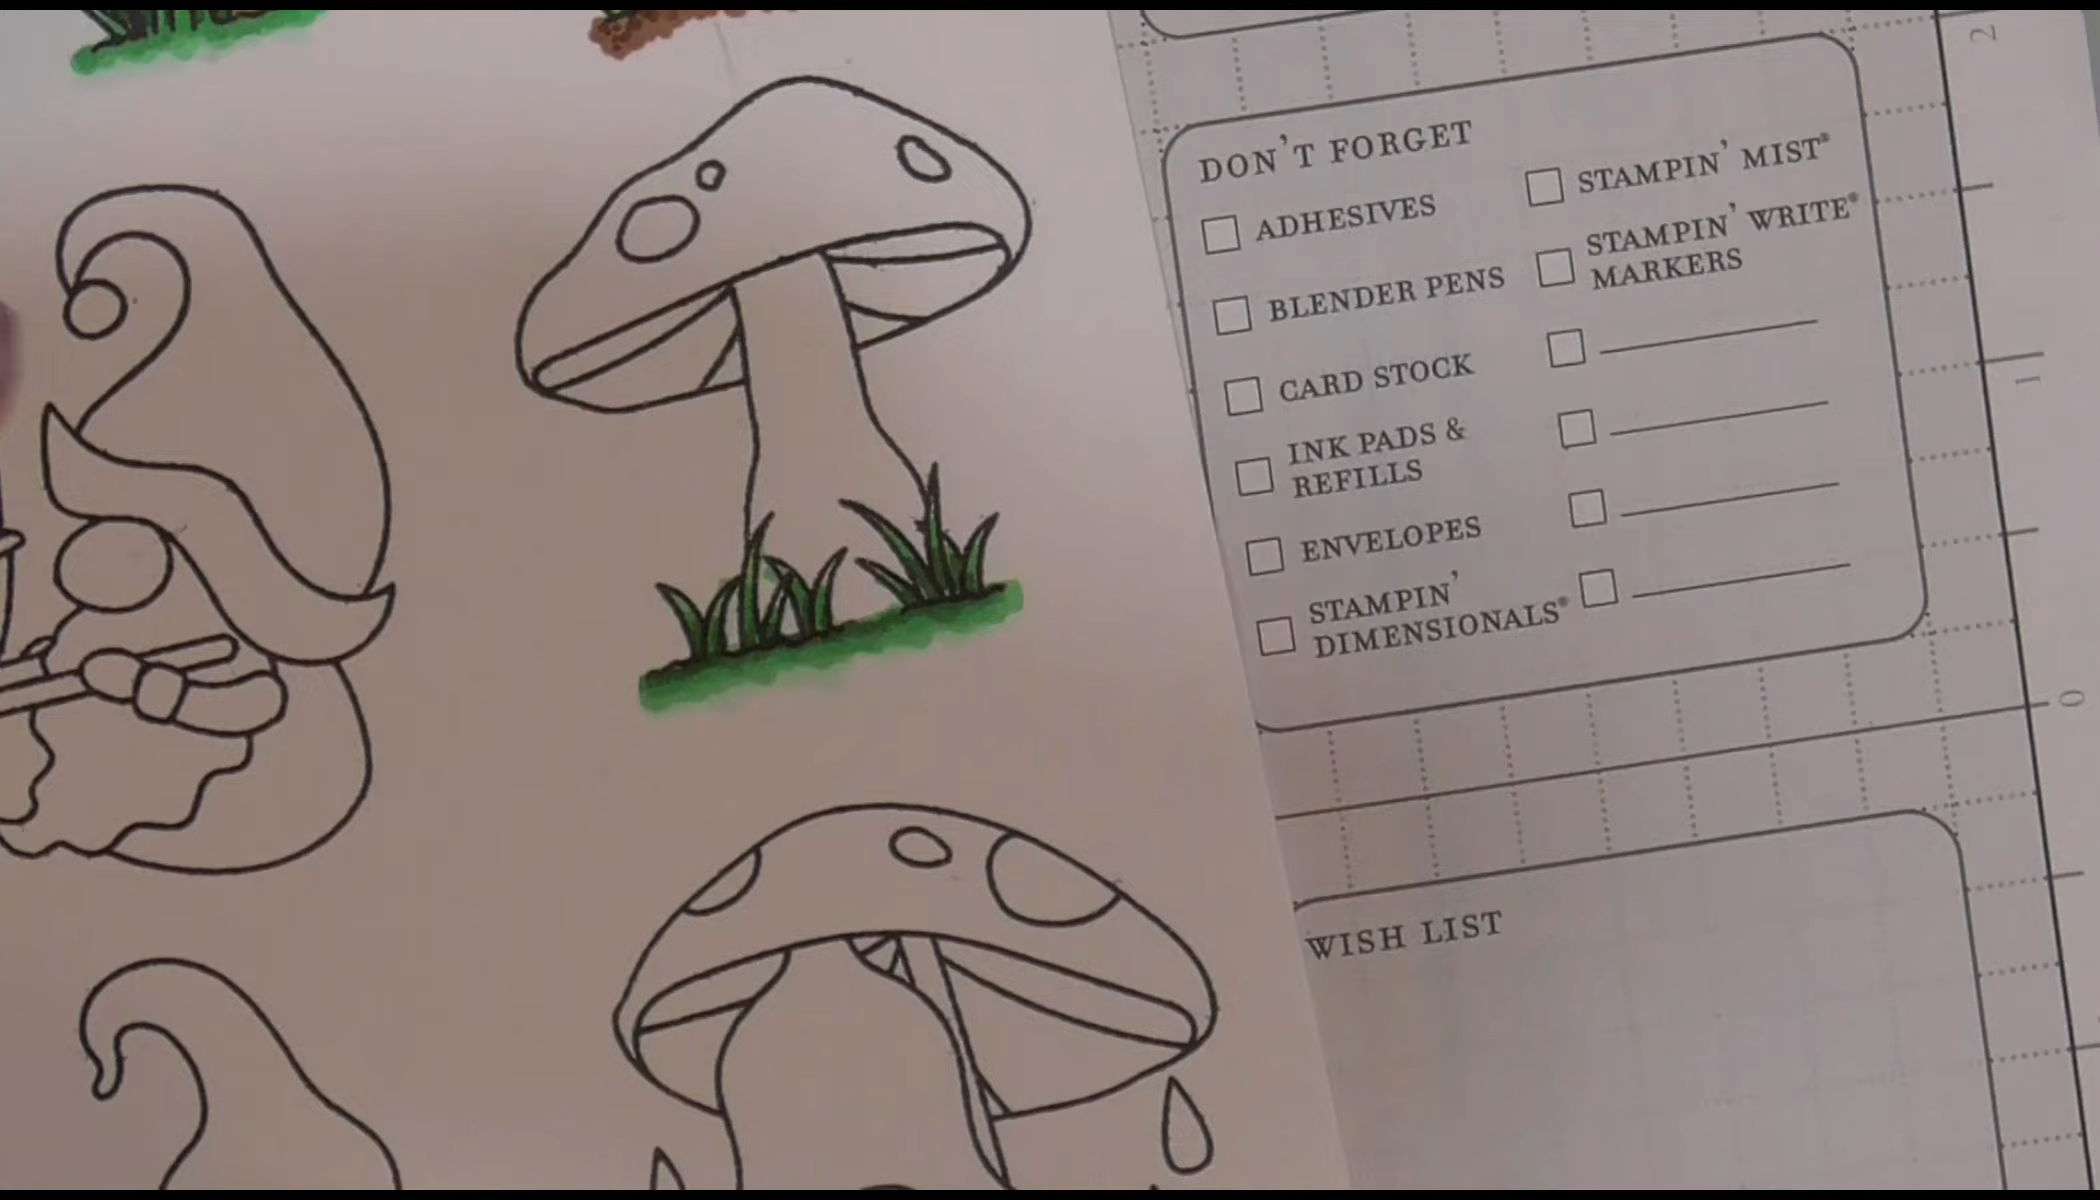 DON'T FORGET
ADHESIVES
BLENDER PENS
CARD STOCK
INK PADS &
REFILLS
ENVELOPES
STAMPIN'
DIMENSIONALS®
STAMPIN' MIST®
STAMPIN' WRITE®
MARKERS
WISH LIST
2
1
0